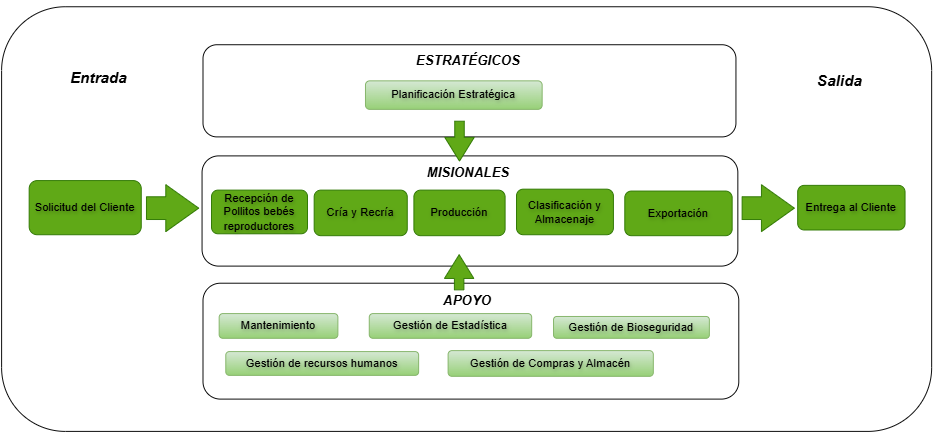 ESTRATÉGICOS
Entrada
Salida
Planificación Estratégica
MISIONALES
Solicitud del Cliente
Recepción de
Pollitos bebés
reproductores
Cría y Recría
Producción
Clasificación y
Almacenaje
Exportación
Entrega al Cliente
APOYO
Mantenimiento
Gestión de Estadística
Gestión de Bioseguridad
Gestión de recursos humanos
Gestión de Compras y Almacén